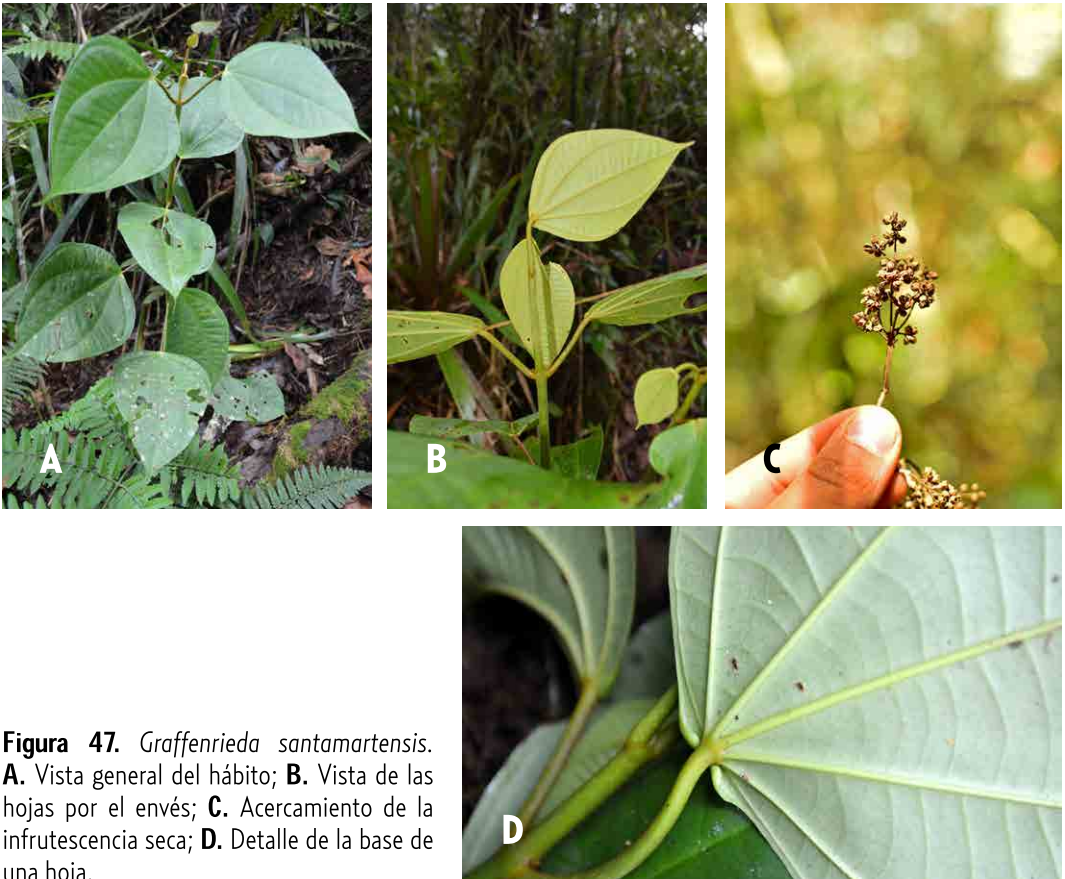 A
B
C
D
Figura 47. Graffenrieda santamartensis.
A. Vista general del hábito; B. Vista de las
hojas por el envés; C. Acercamiento de la
infrutescencia seca; D. Detalle de la base de
una hoja.